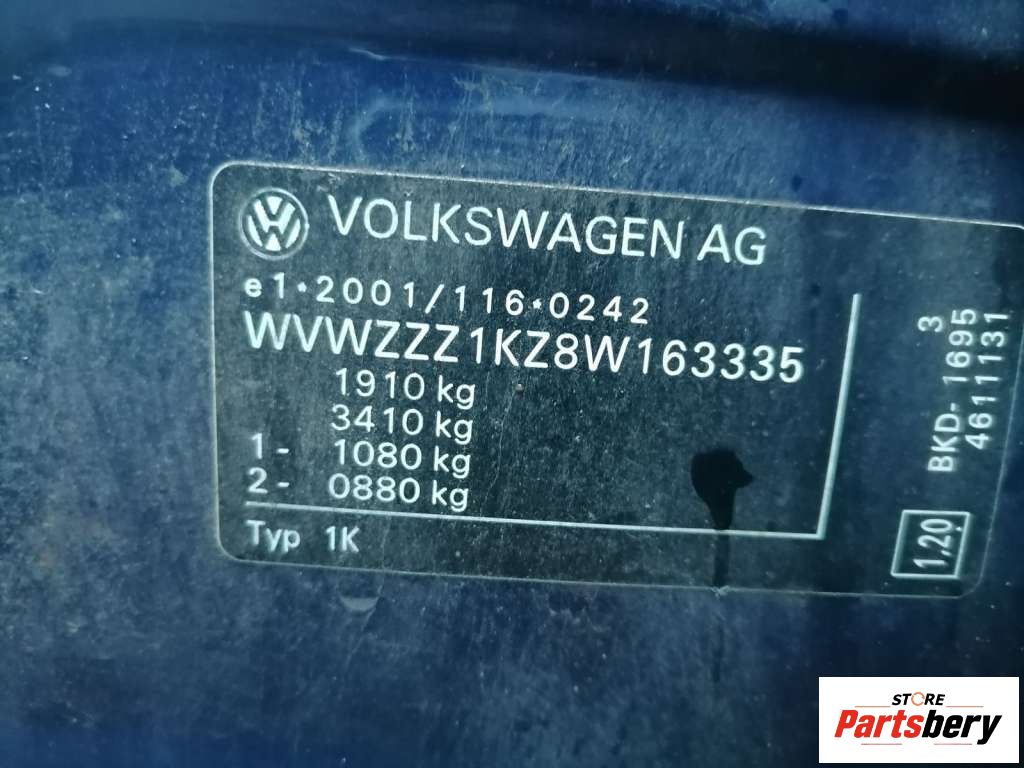 VOLKSWAGEN AG
e1*2001/116*0242
WVWZZZ1KZ8W163335
1910 kg
3410 kg
1 - 1080 kg
2 - 0880 kg
Typ 1K
3
BKD-1695
4611131
1,20
STORE
Partsbery